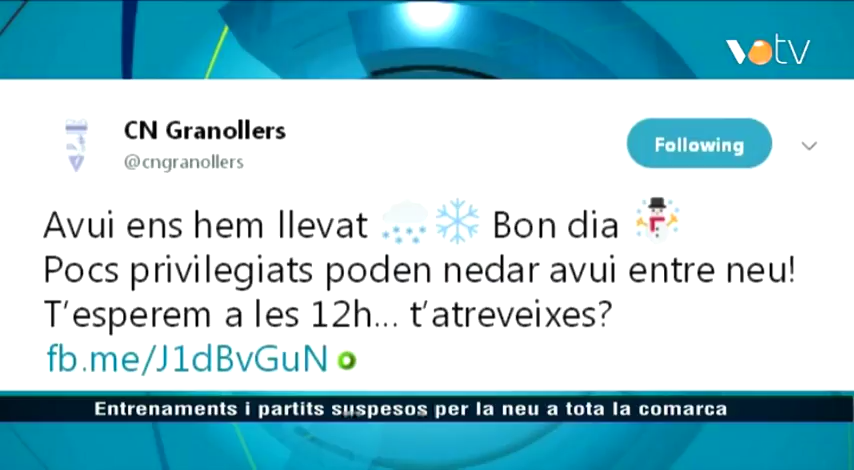 votv
CN Granollers
@cngranollers
Following
Avui ens hem llevat 🌨️❄️ Bon dia ☃️
Pocs privilegiats poden nedar avui entre neu!
T'esperem a les 12h... t'atreveixes?
fb.me/J1dBvGuN
Entrenaments i partits suspesos per la neu a tota la comarca